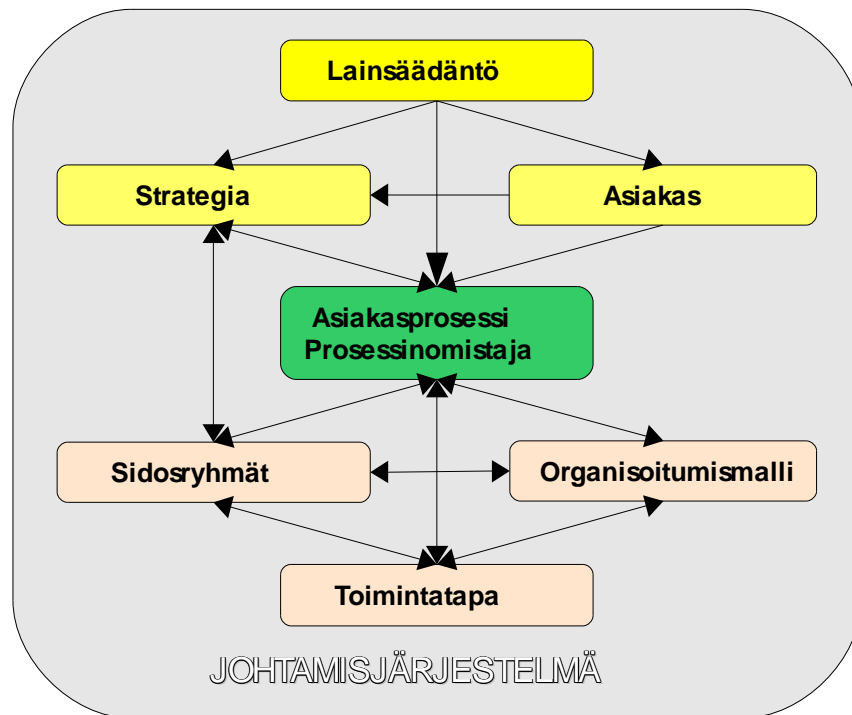 Lainsäädäntö
Strategia
Asiakas
Asiakasprosessi
Prosessinomistaja
Sidosryhmät
Organisoitumismalli
Toimintatapa
JOHTAMISJÄRJESTELMÄ